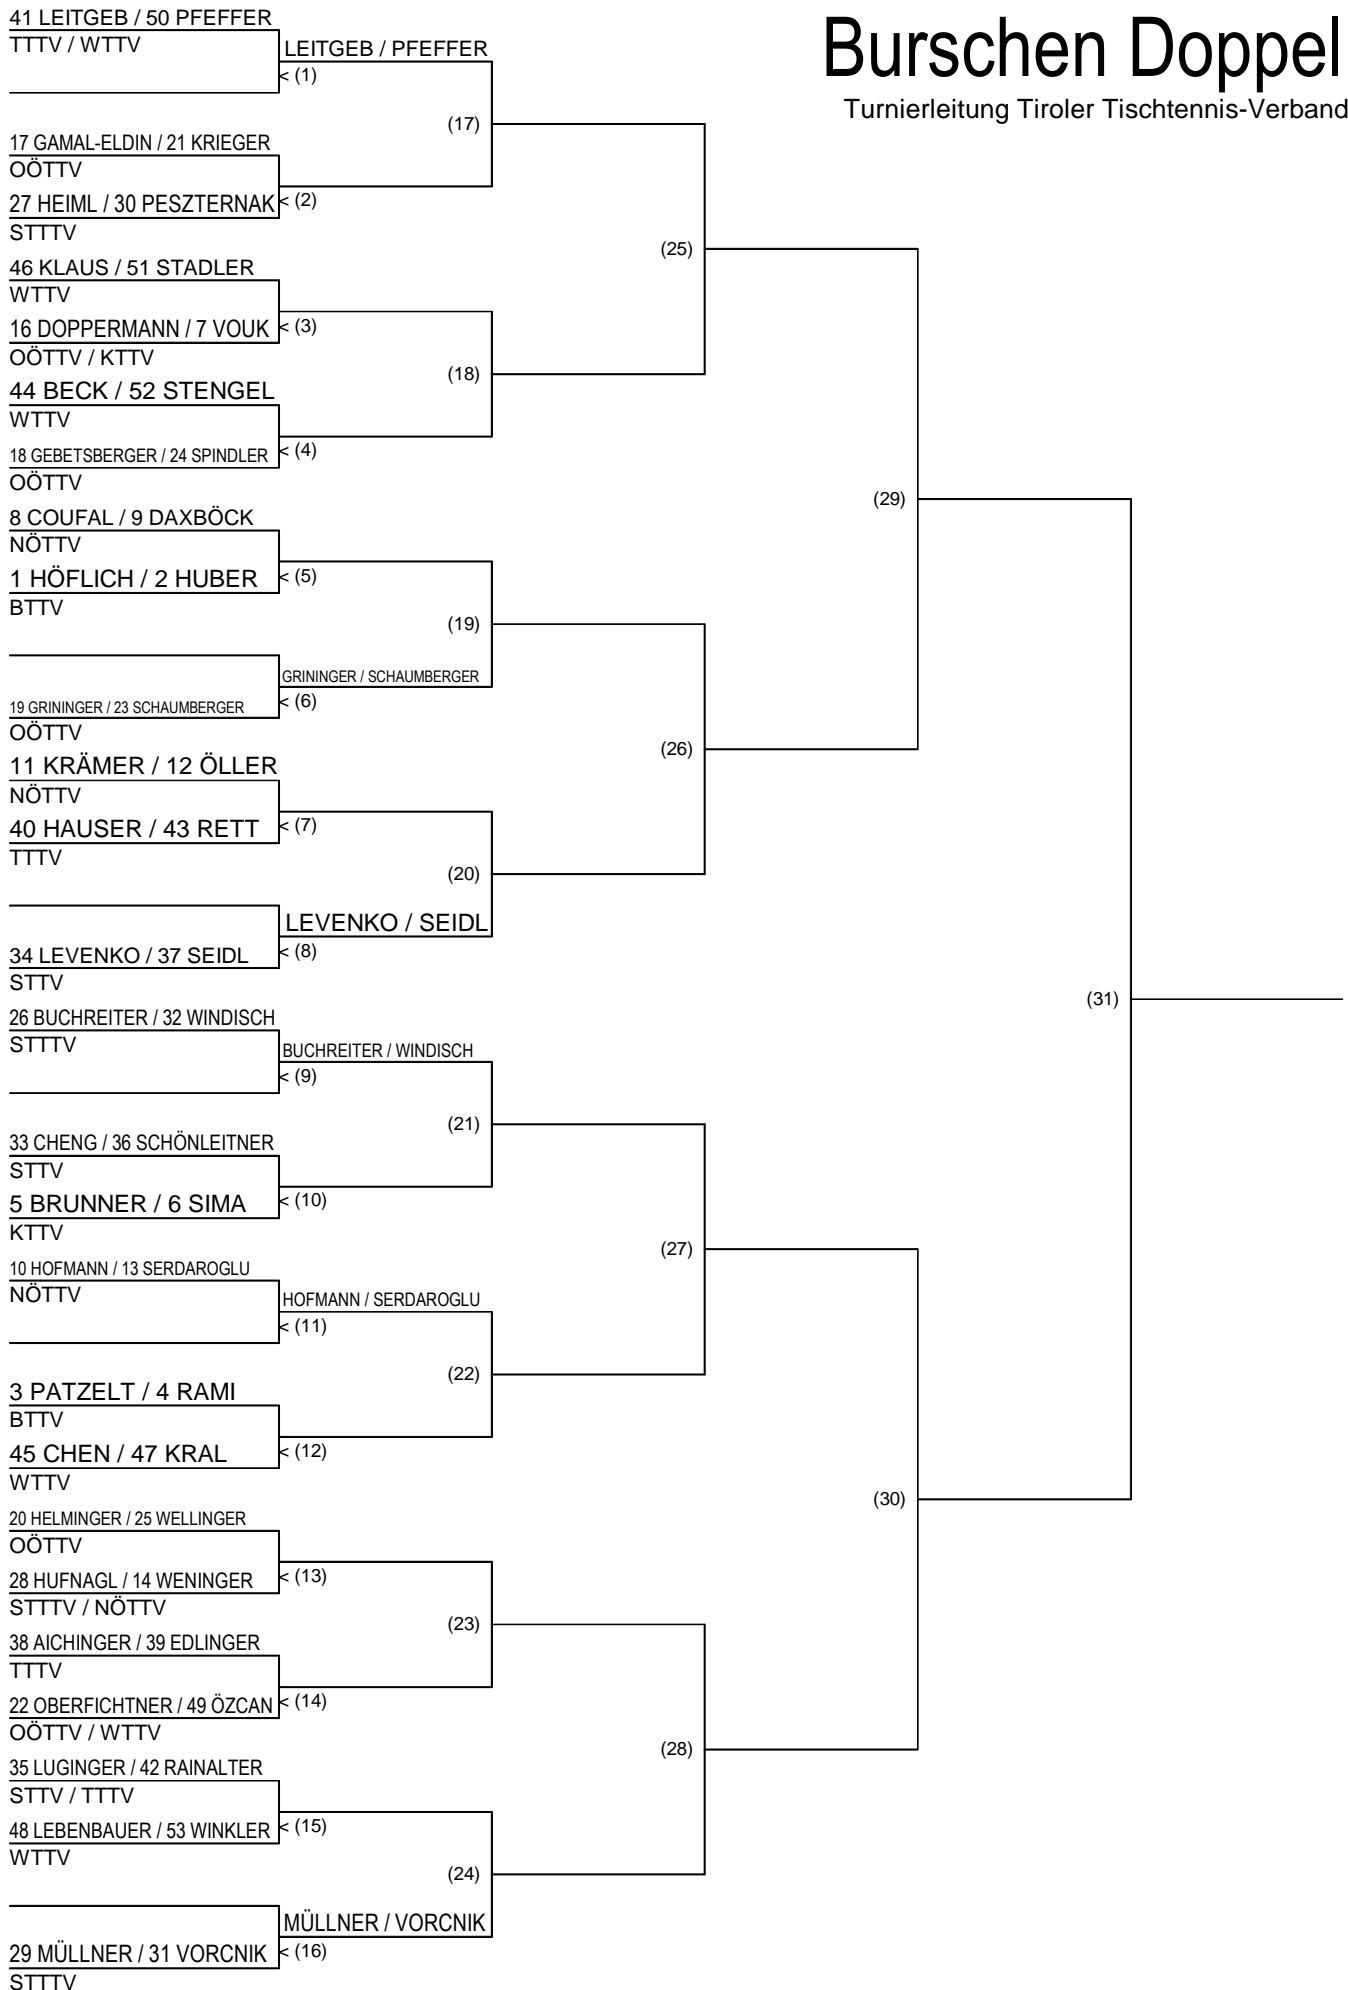 Burschen Doppel
Turnierleitung Tiroler Tischtennis-Verband
41 LEITGEB / 50 PFEFFER
TTTV / WTTV
LEITGEB / PFEFFER
< (1)
(17)
17 GAMAL-ELDIN / 21 KRIEGER
OÖTTV
27 HEIML / 30 PESZTERNAK
< (2)
STTTV
(25)
46 KLAUS / 51 STADLER
WTTV
16 DOPPERMANN / 7 VOUK
< (3)
OÖTTV / KTTV
(18)
44 BECK / 52 STENGEL
WTTV
18 GEBETSBERGER / 24 SPINDLER
< (4)
OÖTTV
(29)
8 COUFAL / 9 DAXBÖCK
NÖTTV
1 HÖFLICH / 2 HUBER
< (5)
BTTV
(19)
GRININGER / SCHAUMBERGER
19 GRININGER / 23 SCHAUMBERGER
< (6)
OÖTTV
(26)
11 KRÄMER / 12 ÖLLER
NÖTTV
40 HAUSER / 43 RETT
< (7)
TTTV
(20)
LEVENKO / SEIDL
34 LEVENKO / 37 SEIDL
< (8)
STTV
(31)
26 BUCHREITER / 32 WINDISCH
STTTV
BUCHREITER / WINDISCH
< (9)
(21)
33 CHENG / 36 SCHÖNLEITNER
STTV
5 BRUNNER / 6 SIMA
< (10)
KTTV
(27)
10 HOFMANN / 13 SERDAROGLU
NÖTTV
HOFMANN / SERDAROGLU
< (11)
(22)
3 PATZELT / 4 RAMI
BTTV
45 CHEN / 47 KRAL
< (12)
WTTV
(30)
20 HELMINGER / 25 WELLINGER
OÖTTV
28 HUFNAGL / 14 WENINGER
< (13)
STTTV / NÖTTV
(23)
38 AICHINGER / 39 EDLINGER
TTTV
22 OBERFICHTNER / 49 ÖZCAN
< (14)
OÖTTV / WTTV
(28)
35 LUGINGER / 42 RAINALTER
STTV / TTTV
48 LEBENBAUER / 53 WINKLER
< (15)
WTTV
(24)
MÜLLNER / VORCNIK
29 MÜLLNER / 31 VORCNIK
< (16)
STTTV